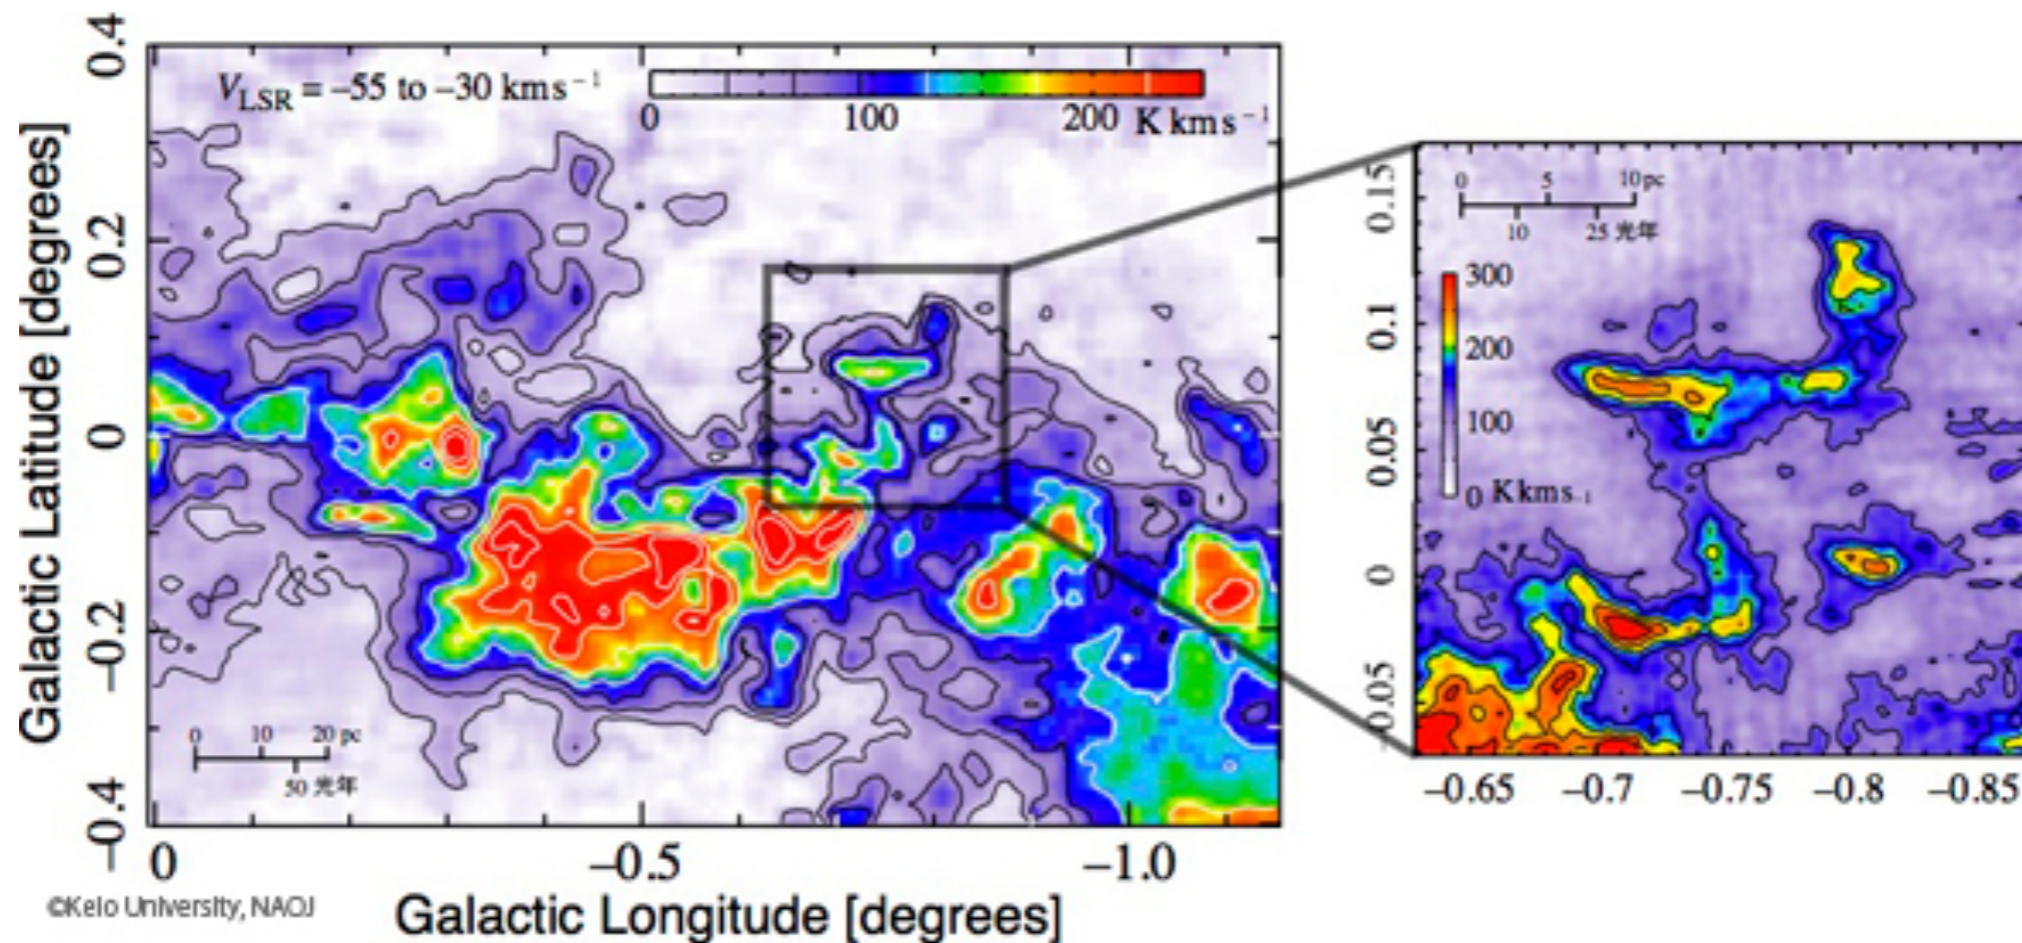 V_LSR = −55 to −30 km s⁻¹
0 100 200 K km s⁻¹
0.4
0.2
0
−0.2
−0.4
Galactic Latitude [degrees]
0 10 20 pc
50 光年
0 −0.5 −1.0
Galactic Longitude [degrees]
©Keio University, NAOJ
0 5 10 pc
10 25 光年
300
200
100
0 K km s⁻¹
0.15
0.1
0.05
0
−0.05
−0.65 −0.7 −0.75 −0.8 −0.85